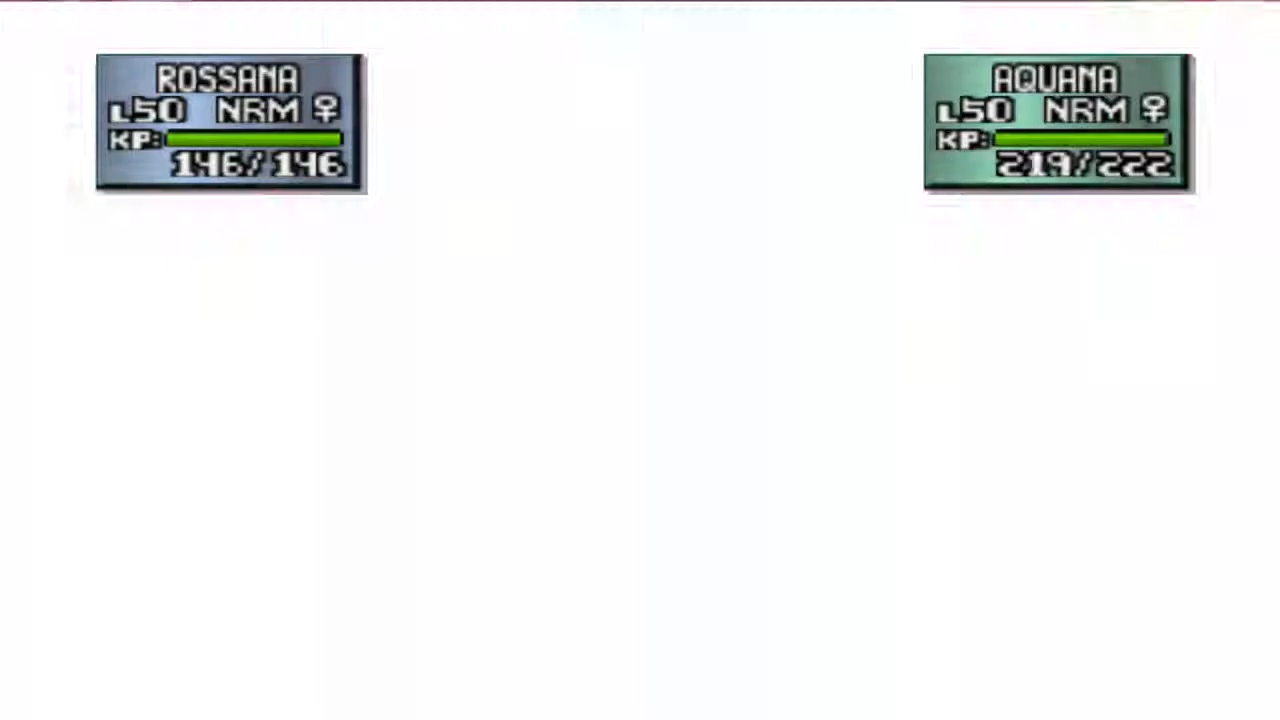 ROSSANA
L50 NRM ♀
KP:
146/146
AQUANA
L50 NRM ♀
KP:
219/222